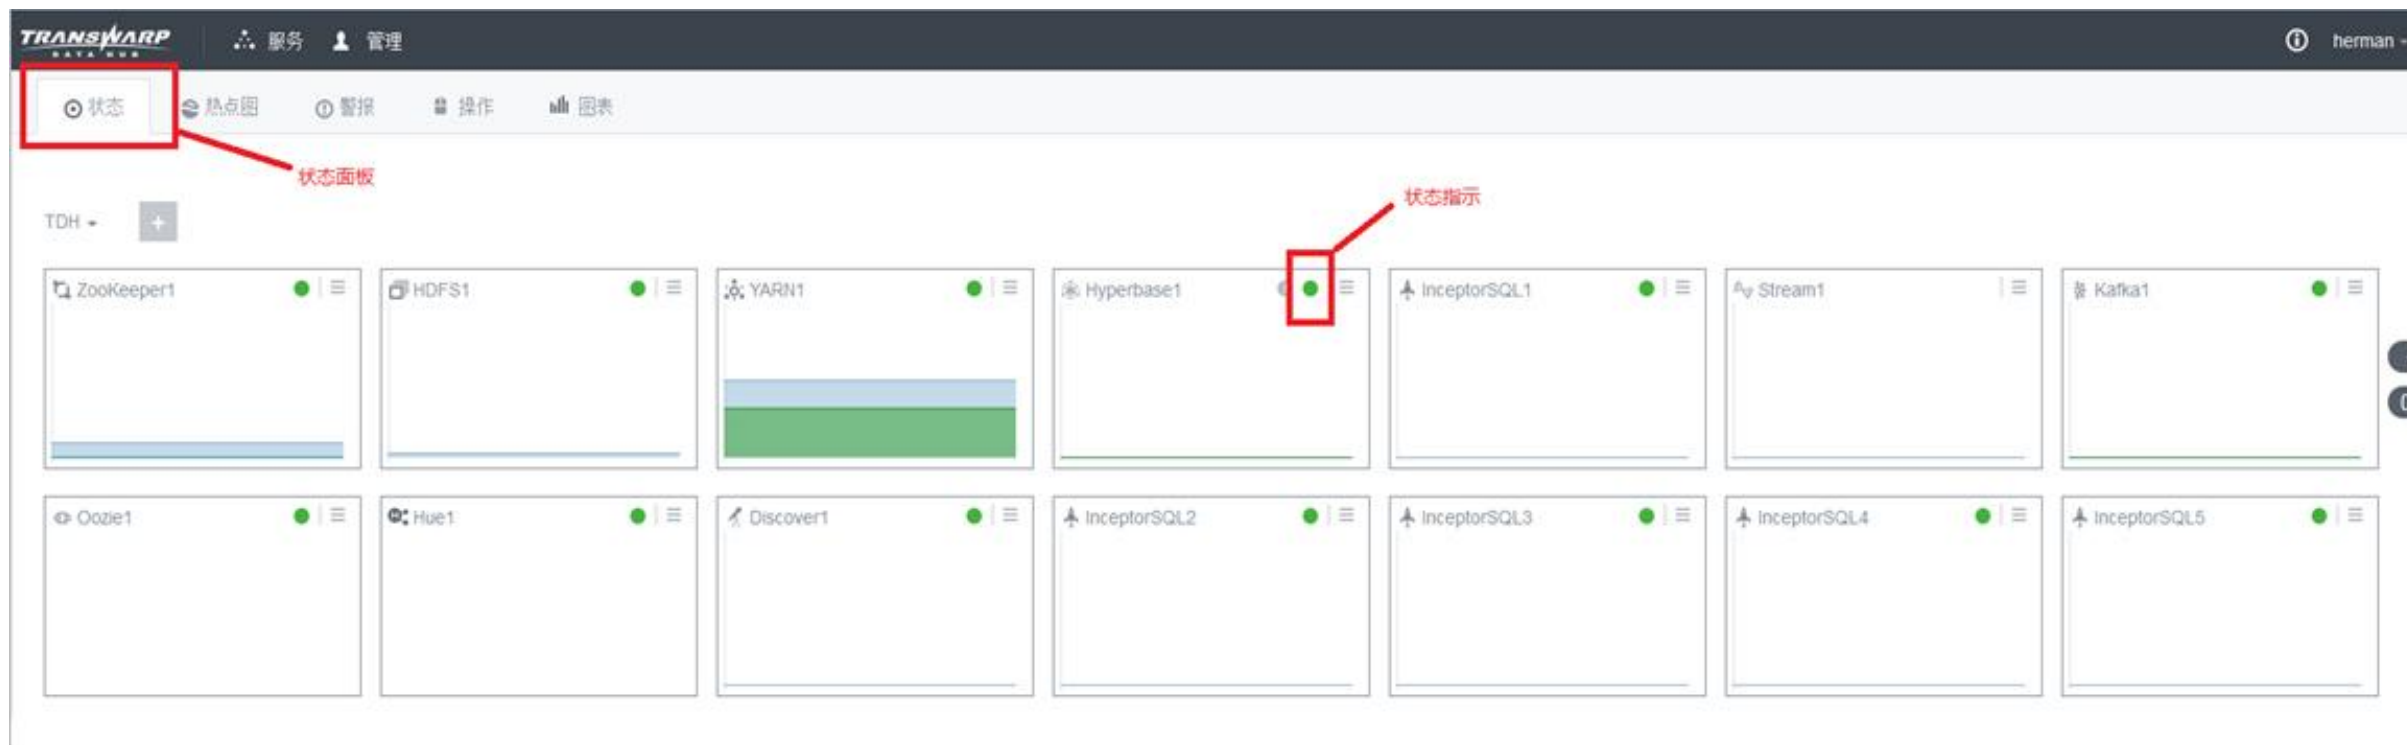 TRANSWARP 服务 管理 herman
DATA HUB
状态 热点图 警报 操作 图表
状态面板
状态指示
TDH
ZooKeeper1 HDFS1 YARN1 Hyperbase1 InceptorSQL1 Stream1 Kafka1
Oozie1 Hue1 Discover1 InceptorSQL2 InceptorSQL3 InceptorSQL4 InceptorSQL5